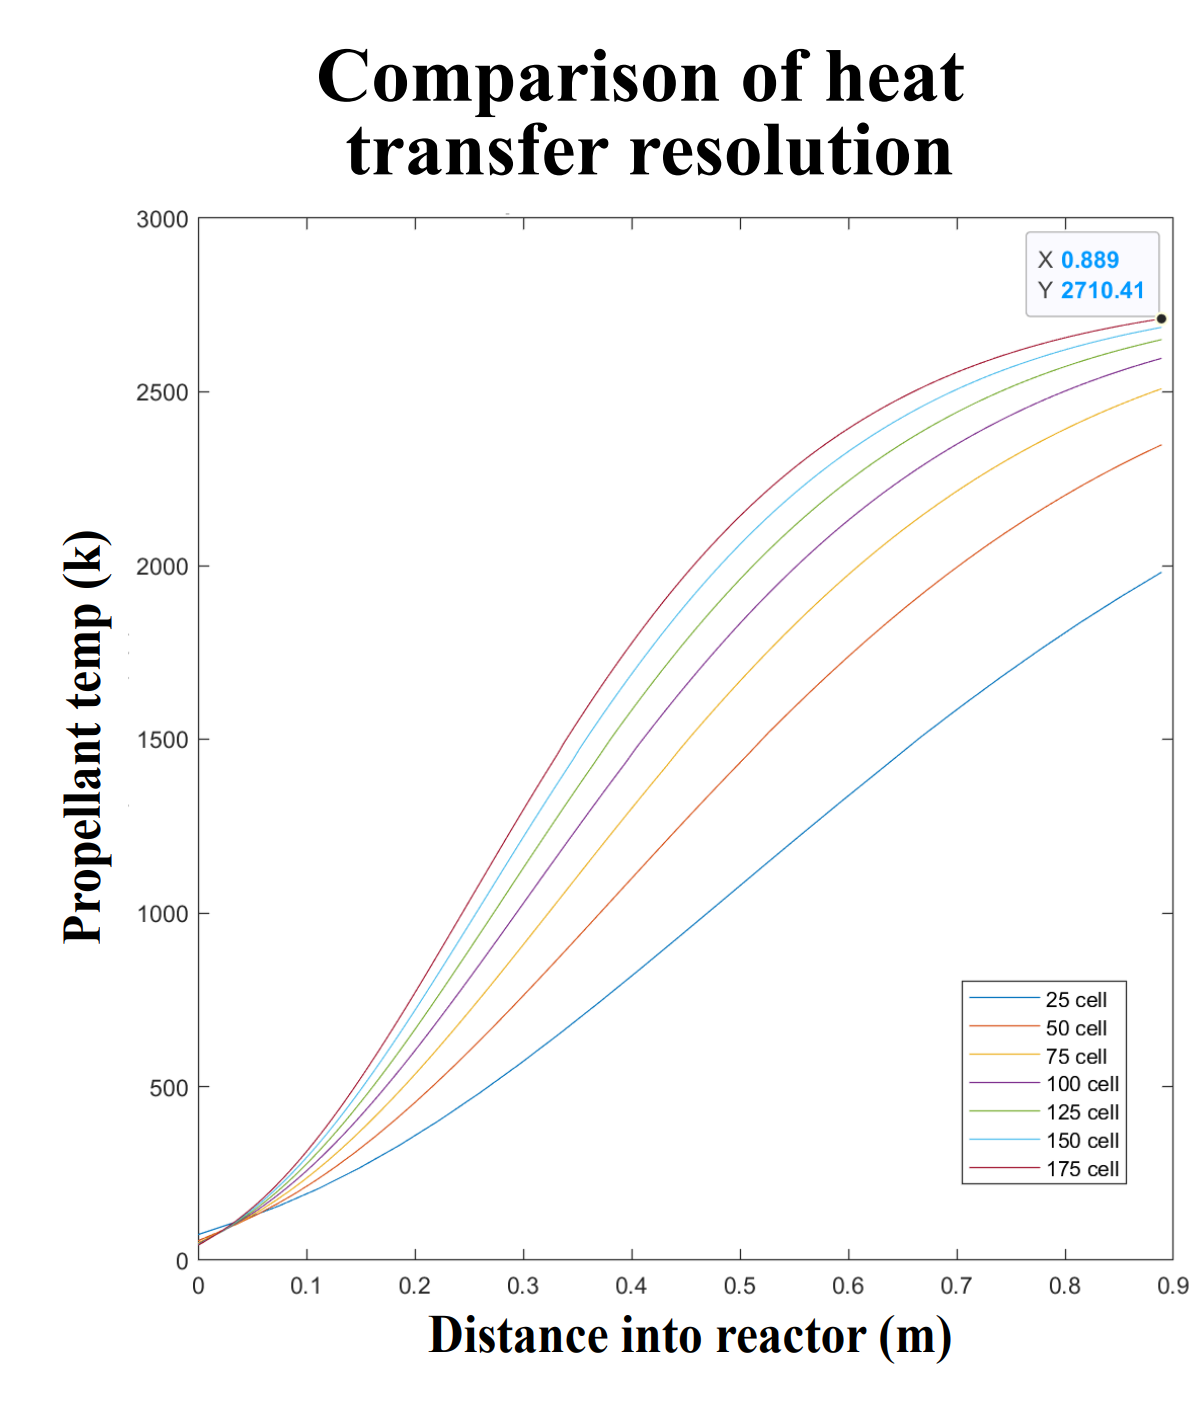 Comparison of heat
transfer resolution
3000
2500
2000
1500
1000
500
0
Propellant temp (k)
X 0.889
Y 2710.41
25 cell
50 cell
75 cell
100 cell
125 cell
150 cell
175 cell
0 0.1 0.2 0.3 0.4 0.5 0.6 0.7 0.8 0.9
Distance into reactor (m)